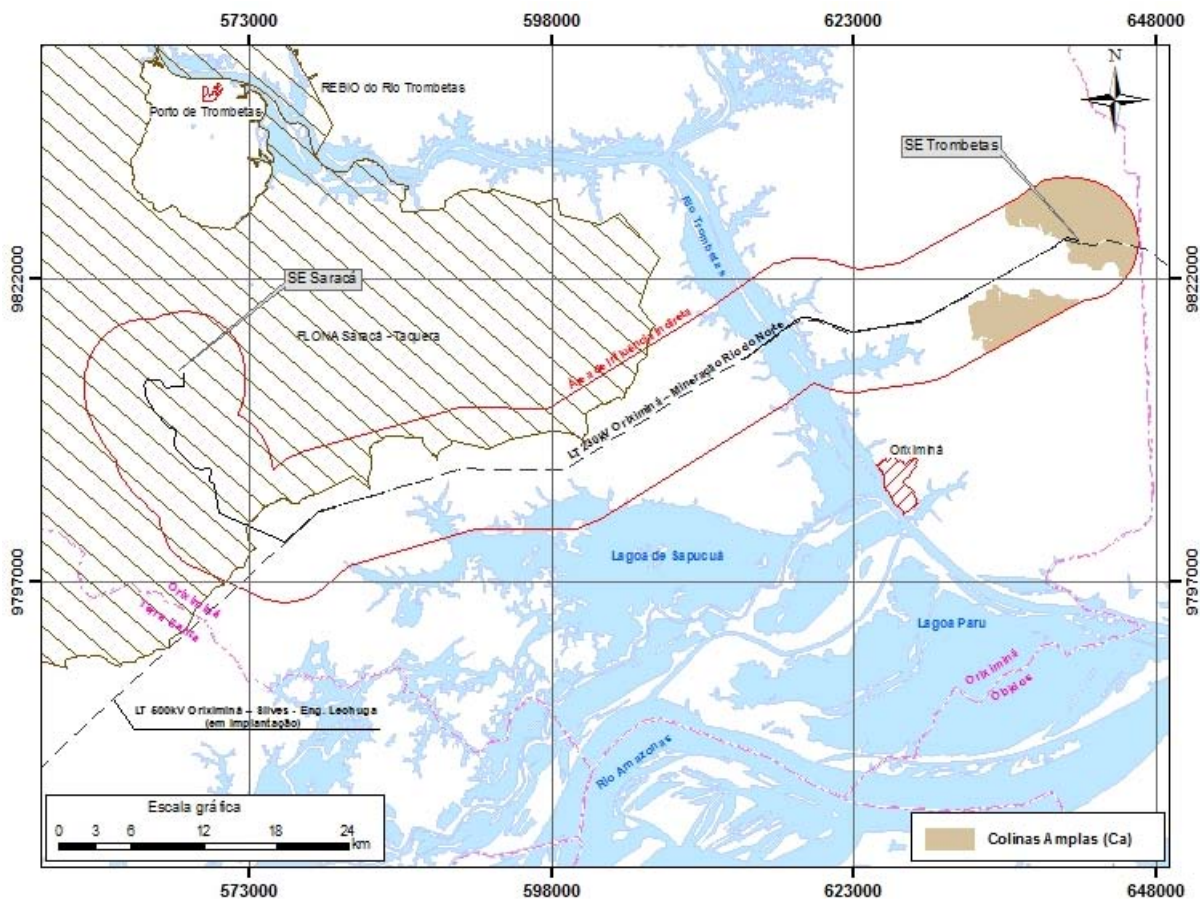 573000
598000
623000
648000
N
REBIO do Rio Trombetas
Porto de Trombetas
SE Trombetas
Rio Trombetas
9822000
9822000
SE Saracá
FLONA Saracá - Taquera
Área de Influência Indireta
LT 230kV Oriximiná – Mineração Rio do Norte
Oriximiná
Lagoa de Sapucuá
9797000
9797000
Oriximiná
Terra Santa
Lagoa Paru
Oriximiná
Óbidos
LT 500kV Oriximiná – Silves - Eng. Lechuga
(em implantação)
Rio Amazonas
Escala gráfica
0 3 6 12 18 24
km
Colinas Amplas (Ca)
573000
598000
623000
648000